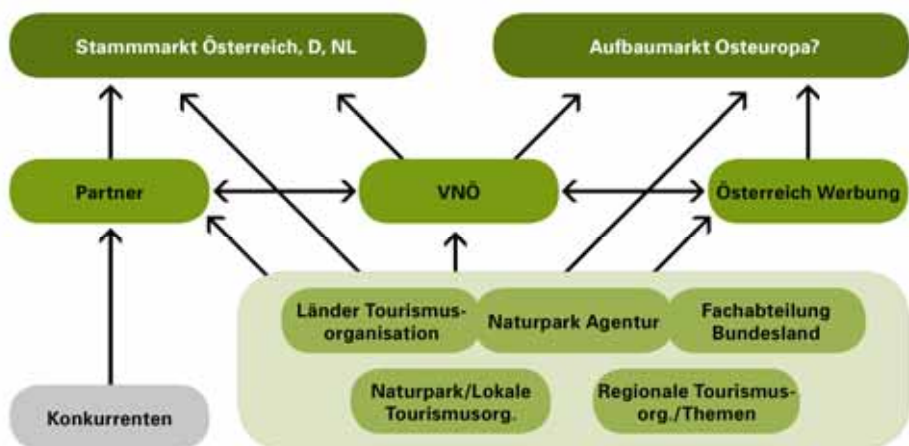 Stammmarkt Österreich, D, NL
Aufbaumarkt Osteuropa?
Partner
VNÖ
Österreich Werbung
Länder Tourismus-
organisation
Naturpark Agentur
Fachabteilung
Bundesland
Naturpark/Lokale
Tourismusorg.
Regionale Tourismus-
org./Themen
Konkurrenten